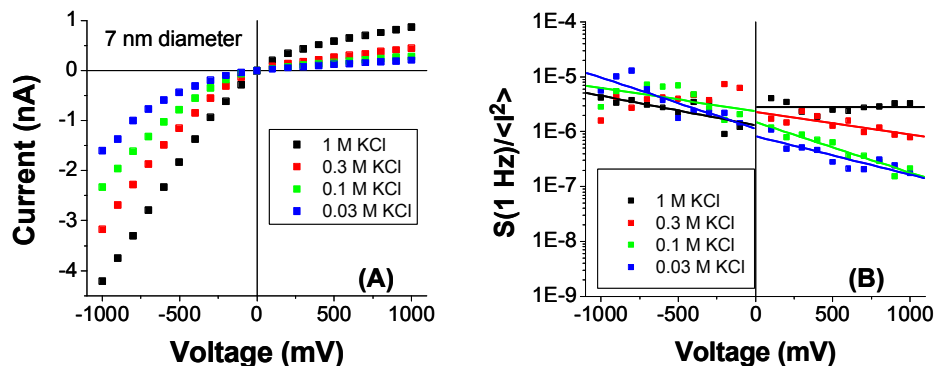 7 nm diameter
1
0
-1
-2
-3
-4
Current (nA)
1 M KCl
0.3 M KCl
0.1 M KCl
0.03 M KCl
(A)
-1000 -500 0 500 1000
Voltage (mV)
1E-4
1E-5
1E-6
1E-7
1E-8
1E-9
S(1 Hz)/<I²>
1 M KCl
0.3 M KCl
0.1 M KCl
0.03 M KCl
(B)
-1000 -500 0 500 1000
Voltage (mV)